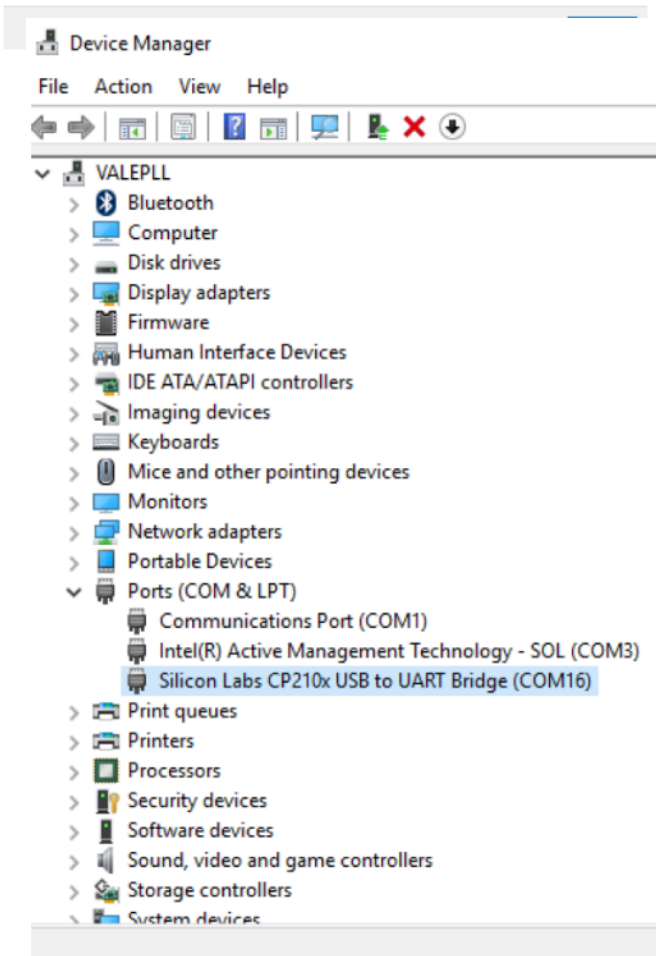 Device Manager
File Action View Help
VALEPLL
Bluetooth
Computer
Disk drives
Display adapters
Firmware
Human Interface Devices
IDE ATA/ATAPI controllers
Imaging devices
Keyboards
Mice and other pointing devices
Monitors
Network adapters
Portable Devices
Ports (COM & LPT)
Communications Port (COM1)
Intel(R) Active Management Technology - SOL (COM3)
Silicon Labs CP210x USB to UART Bridge (COM16)
Print queues
Printers
Processors
Security devices
Software devices
Sound, video and game controllers
Storage controllers
System devices